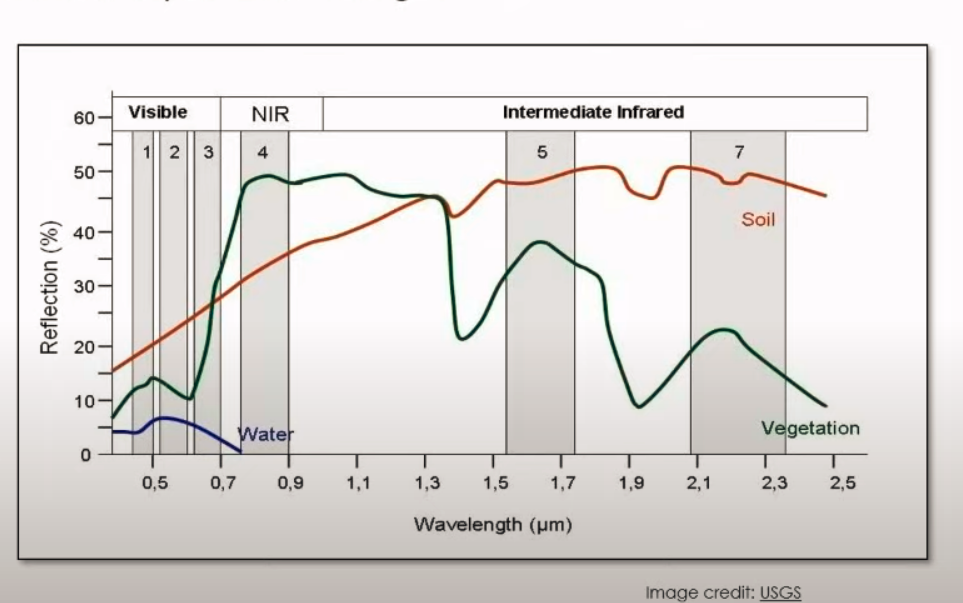 Visible NIR Intermediate Infrared
60
50
40
30
20
10
0
1 2 3 4 5 7
Reflection (%)
Soil
Water
Vegetation
0,5 0,7 0,9 1,1 1,3 1,5 1,7 1,9 2,1 2,3 2,5
Wavelength (µm)
Image credit: USGS